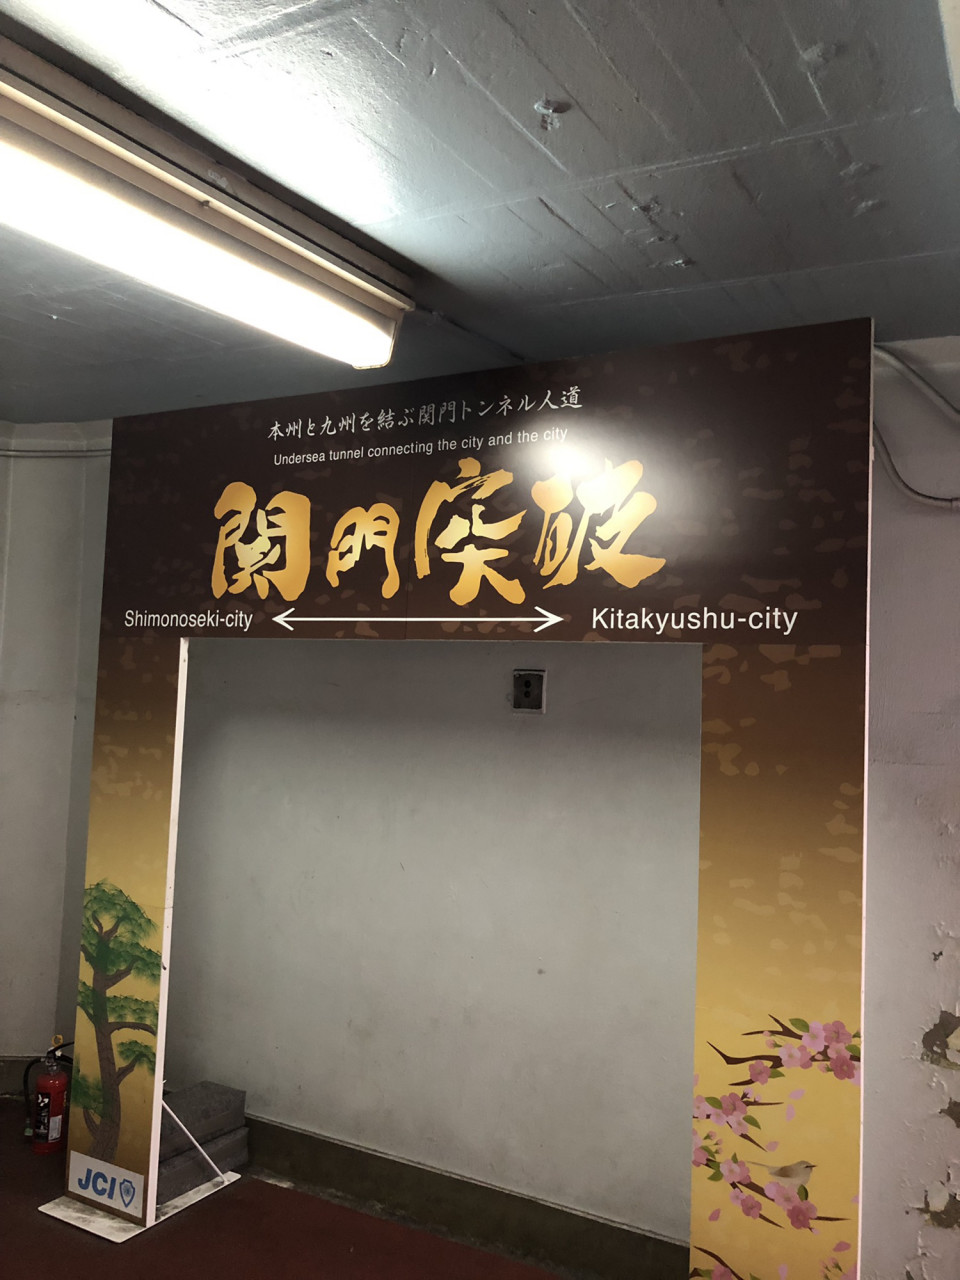 本州と九州を結ぶ関門トンネル人道
Undersea tunnel connecting the city and the city
関門突破
Shimonoseki-city
Kitakyushu-city
JCI